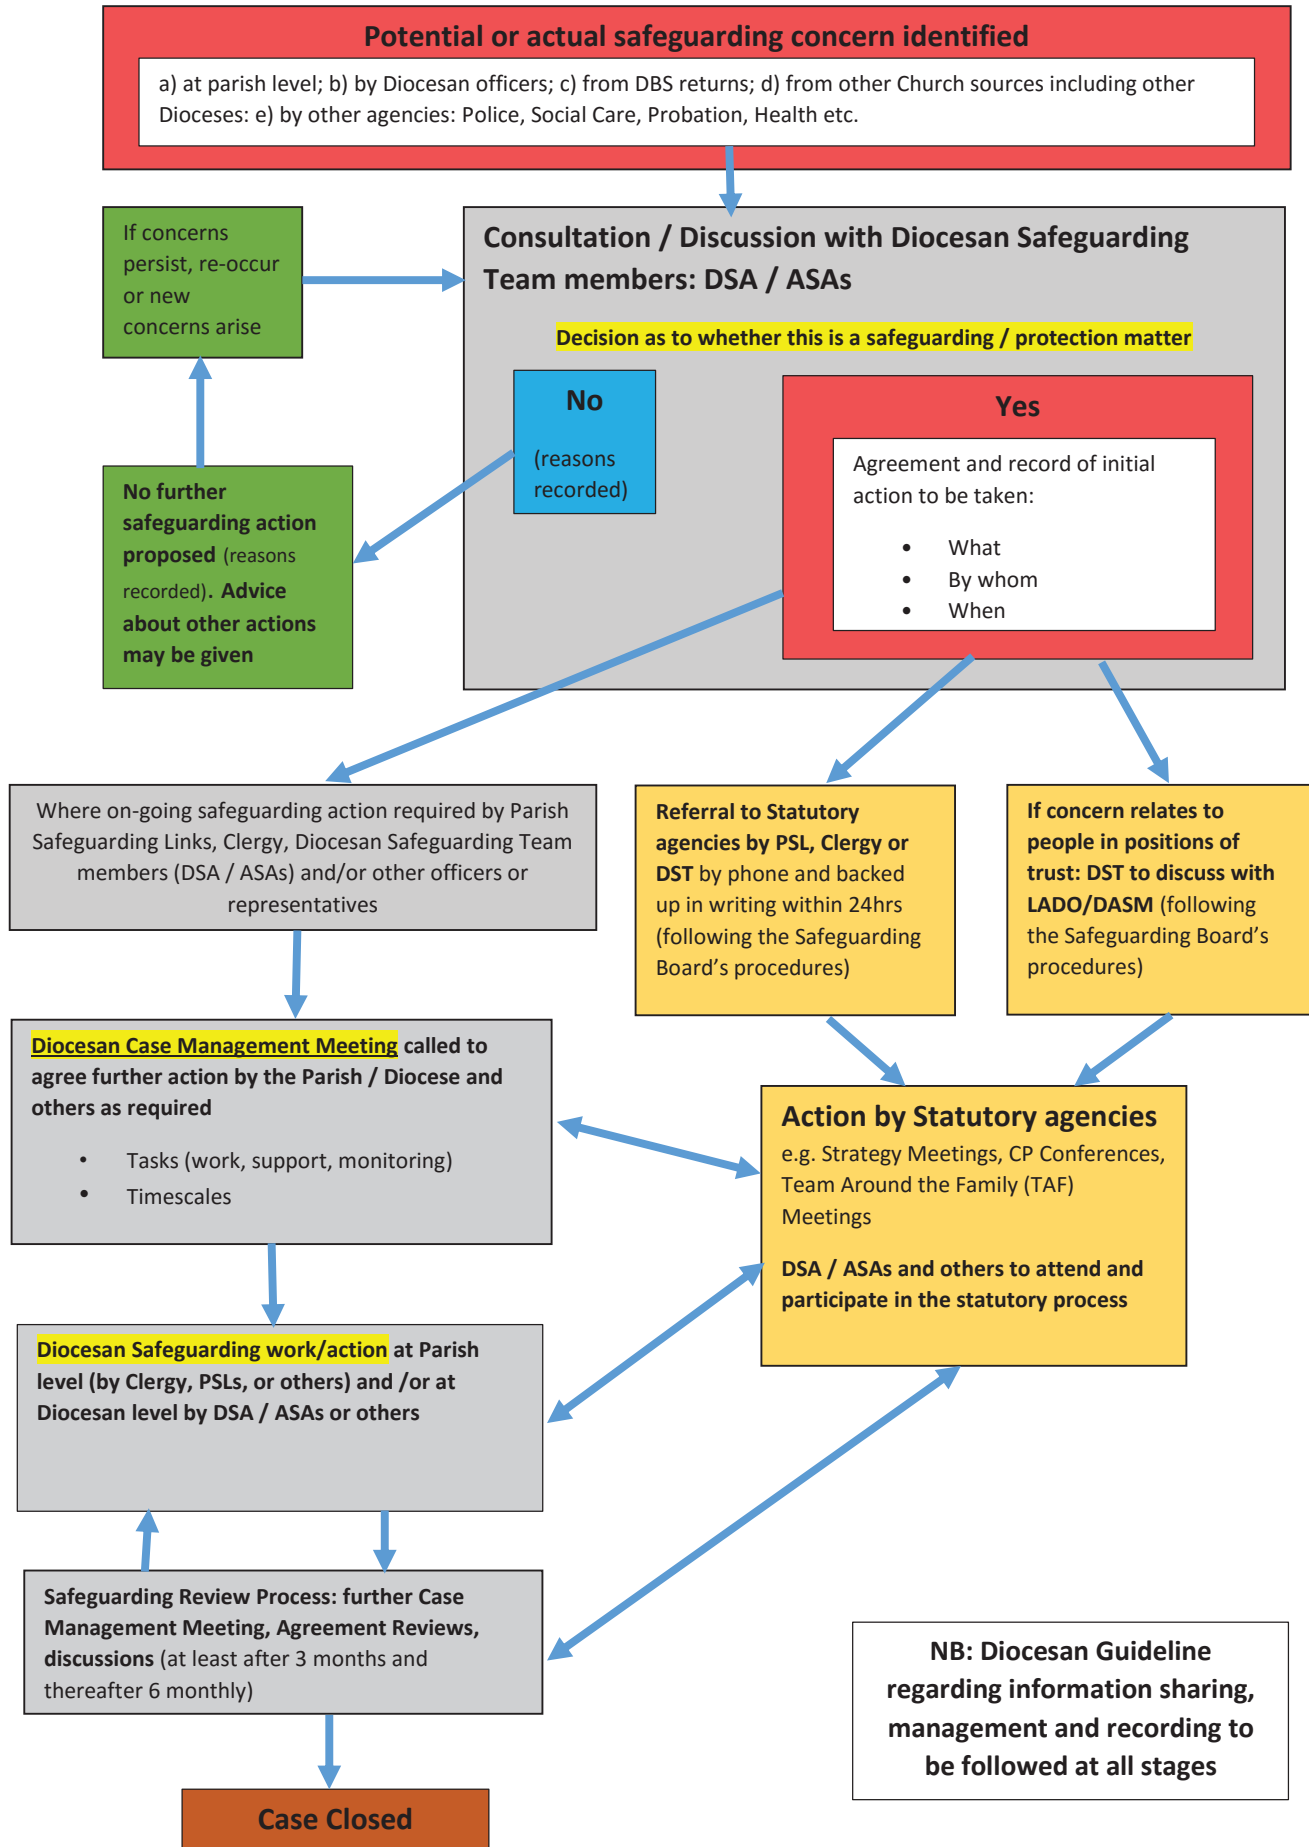 Potential or actual safeguarding concern identified
a) at parish level; b) by Diocesan officers; c) from DBS returns; d) from other Church sources including other
Dioceses: e) by other agencies: Police, Social Care, Probation, Health etc.
If concerns
persist, re-occur
or new
concerns arise
Consultation / Discussion with Diocesan Safeguarding
Team members: DSA / ASAs
Decision as to whether this is a safeguarding / protection matter
No
(reasons
recorded)
Yes
Agreement and record of initial
action to be taken:
• What
• By whom
• When
No further
safeguarding action
proposed (reasons
recorded). Advice
about other actions
may be given
Where on-going safeguarding action required by Parish
Safeguarding Links, Clergy, Diocesan Safeguarding Team
members (DSA / ASAs) and/or other officers or
representatives
Referral to Statutory
agencies by PSL, Clergy or
DST by phone and backed
up in writing within 24hrs
(following the Safeguarding
Board’s procedures)
If concern relates to
people in positions of
trust: DST to discuss with
LADO/DASM (following
the Safeguarding Board’s
procedures)
Diocesan Case Management Meeting called to
agree further action by the Parish / Diocese and
others as required
• Tasks (work, support, monitoring)
• Timescales
Action by Statutory agencies
e.g. Strategy Meetings, CP Conferences,
Team Around the Family (TAF)
Meetings
DSA / ASAs and others to attend and
participate in the statutory process
Diocesan Safeguarding work/action at Parish
level (by Clergy, PSLs, or others) and /or at
Diocesan level by DSA / ASAs or others
Safeguarding Review Process: further Case
Management Meeting, Agreement Reviews,
discussions (at least after 3 months and
thereafter 6 monthly)
NB: Diocesan Guideline
regarding information sharing,
management and recording to
be followed at all stages
Case Closed